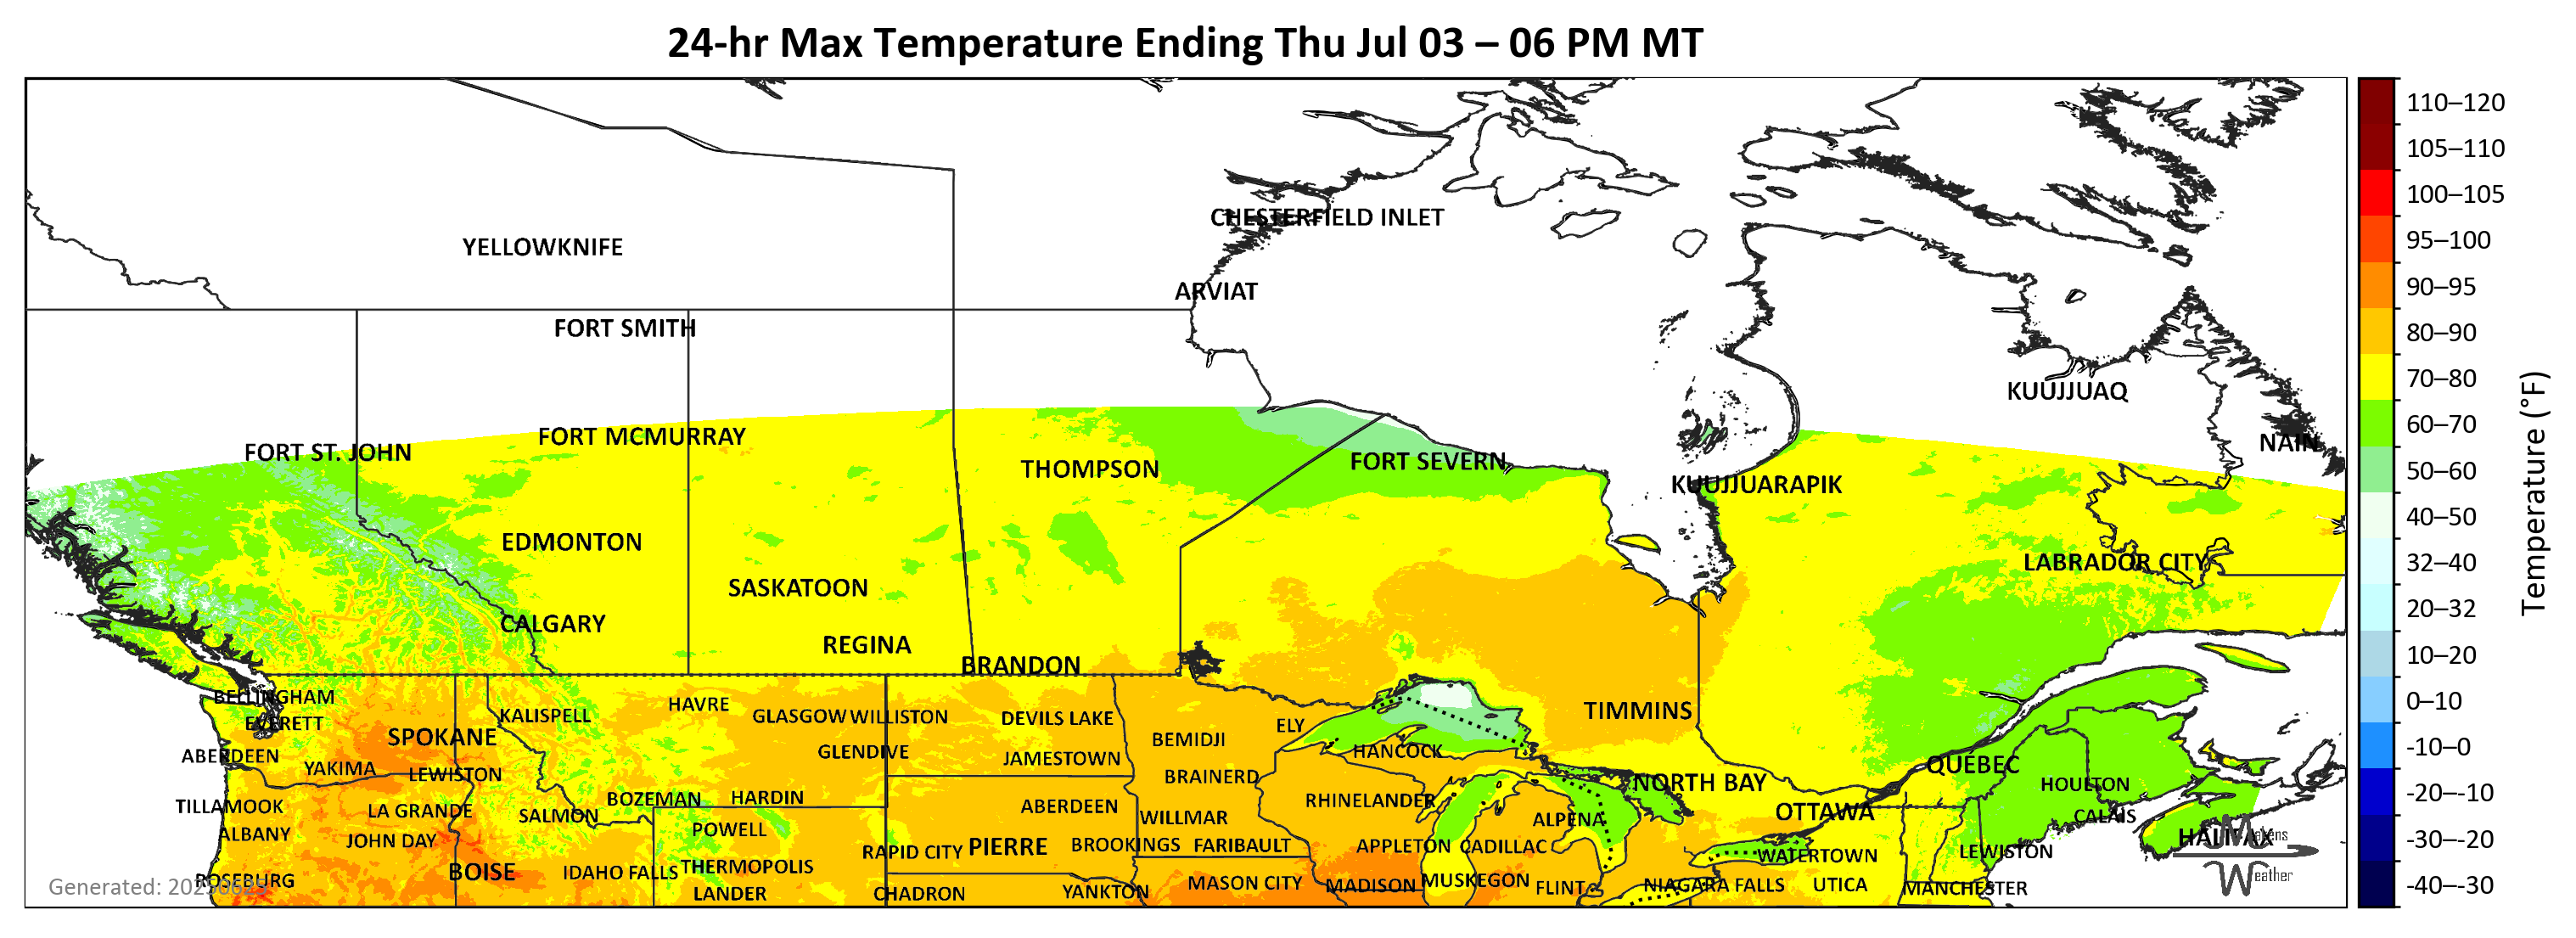 24-hr Max Temperature Ending Thu Jul 03 – 06 PM MT
110–120
105–110
100–105
95–100
90–95
80–90
70–80
60–70
50–60
40–50
32–40
20–32
10–20
0–10
-10–0
-20–-10
-30–-20
-40–-30
Temperature (°F)
CHESTERFIELD INLET
YELLOWKNIFE
ARVIAT
FORT SMITH
KUUJJUAQ
FORT MCMURRAY
NAIN
FORT ST. JOHN
FORT SEVERN
THOMPSON
KUUJJUARAPIK
EDMONTON
LABRADOR CITY
SASKATOON
CALGARY
REGINA
BRANDON
BELLINGHAM
HAVRE
TIMMINS
KALISPELL
GLASGOW WILLISTON
DEVILS LAKE
EVERETT
ELY
SPOKANE
BEMIDJI
ABERDEEN
GLENDIVE
HANCOCK
JAMESTOWN
QUÉBEC
YAKIMA
LEWISTON
BRAINERD
NORTH BAY
HOULTON
BOZEMAN
HARDIN
RHINELANDER
TILLAMOOK
LA GRANDE
ABERDEEN
OTTAWA
SALMON
WILLMAR
ALPENA
CALAIS
ALBANY
JOHN DAY
POWELL
HALIFAX
Makens
Weather
PIERRE
BROOKINGS
FARIBAULT
APPLETON
CADILLAC
RAPID CITY
LEWISTON
WATERTOWN
BOISE
IDAHO FALLS
THERMOPOLIS
ROSEBURG
MASON CITY
MADISON
MUSKEGON
FLINT
NIAGARA FALLS
UTICA
MANCHESTER
LANDER
CHADRON
YANKTON
Generated: